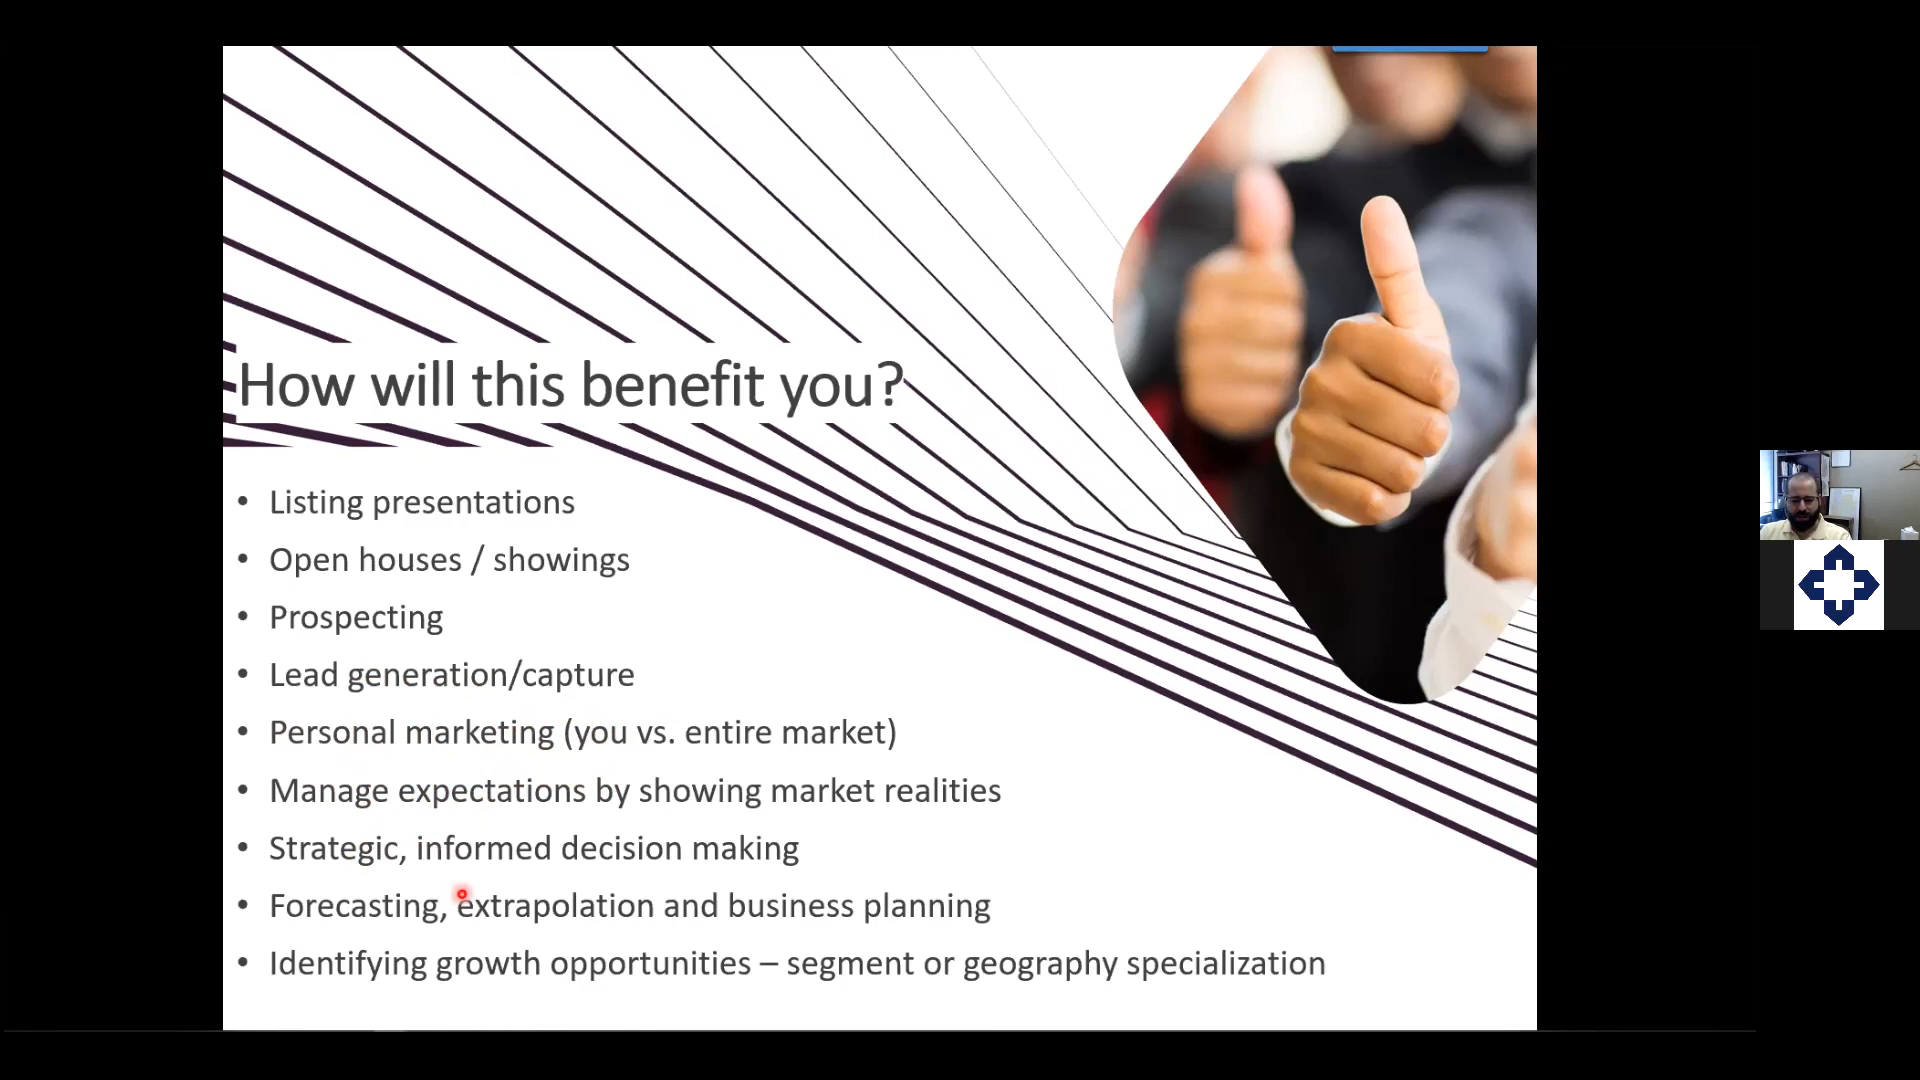 How will this benefit you?
• Listing presentations
• Open houses / showings
• Prospecting
• Lead generation/capture
• Personal marketing (you vs. entire market)
• Manage expectations by showing market realities
• Strategic, informed decision making
• Forecasting, extrapolation and business planning
• Identifying growth opportunities – segment or geography specialization